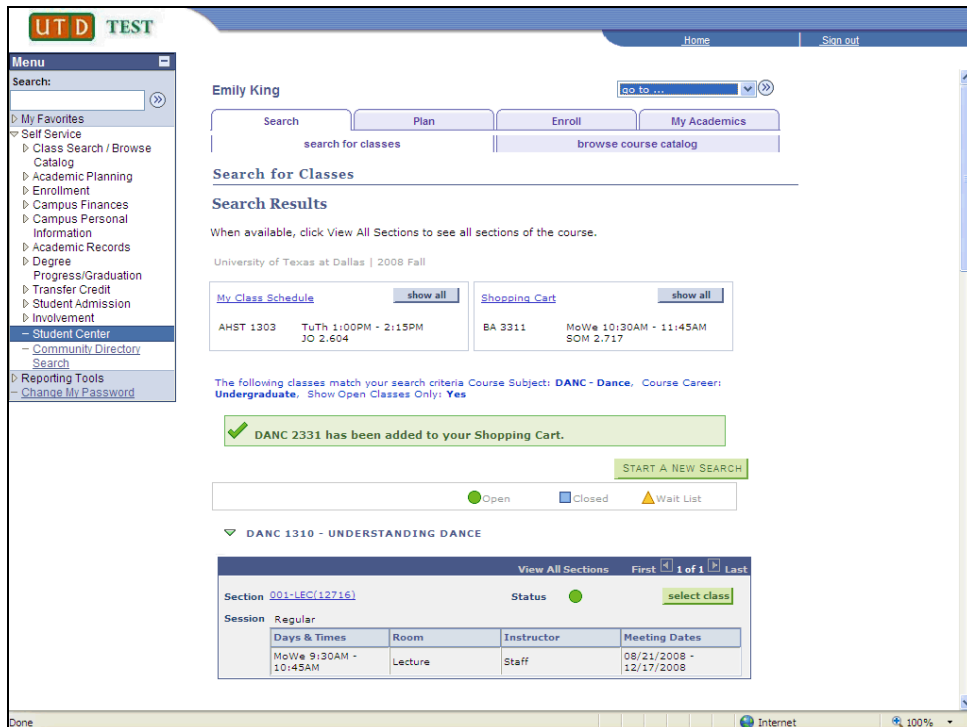 UTD TEST
Home
Sign out
Menu
Search:
My Favorites
Self Service
Class Search / Browse
Catalog
Academic Planning
Enrollment
Campus Finances
Campus Personal
Information
Academic Records
Degree
Progress/Graduation
Transfer Credit
Student Admission
Involvement
Student Center
Community Directory
Search
Reporting Tools
Change My Password
Emily King
go to ...
Search Plan Enroll My Academics
search for classes browse course catalog
Search for Classes
Search Results
When available, click View All Sections to see all sections of the course.
University of Texas at Dallas | 2008 Fall
My Class Schedule show all
AHST 1303 TuTh 1:00PM - 2:15PM
JO 2.604
Shopping Cart show all
BA 3311 MoWe 10:30AM - 11:45AM
SOM 2.717
The following classes match your search criteria Course Subject: DANC - Dance, Course Career:
Undergraduate, Show Open Classes Only: Yes
DANC 2331 has been added to your Shopping Cart.
START A NEW SEARCH
Open Closed Wait List
DANC 1310 - UNDERSTANDING DANCE
View All Sections First 1 of 1 Last
Section 001-LEC(12716) Status select class
Session Regular
Days & Times Room Instructor Meeting Dates
MoWe 9:30AM - Lecture Staff 08/21/2008 -
10:45AM 12/17/2008
Done Internet 100%